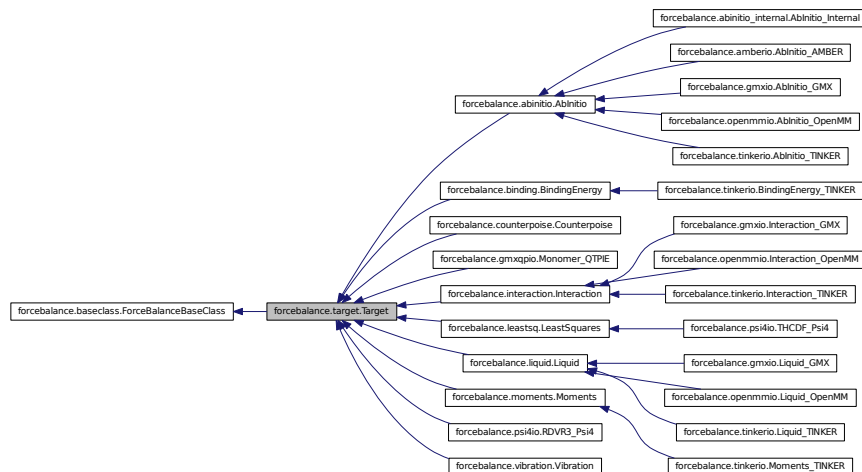 forcebalance.abinitio_internal.AbInitio_Internal
forcebalance.amberio.AbInitio_AMBER
forcebalance.gmxio.AbInitio_GMX
forcebalance.abinitio.AbInitio
forcebalance.openmmio.AbInitio_OpenMM
forcebalance.tinkerio.AbInitio_TINKER
forcebalance.binding.BindingEnergy
forcebalance.tinkerio.BindingEnergy_TINKER
forcebalance.counterpoise.Counterpoise
forcebalance.gmxio.Interaction_GMX
forcebalance.gmxqpio.Monomer_QTPIE
forcebalance.openmmio.Interaction_OpenMM
forcebalance.interaction.Interaction
forcebalance.tinkerio.Interaction_TINKER
forcebalance.baseclass.ForceBalanceBaseClass
forcebalance.target.Target
forcebalance.leastsq.LeastSquares
forcebalance.psi4io.THCDF_Psi4
forcebalance.liquid.Liquid
forcebalance.gmxio.Liquid_GMX
forcebalance.moments.Moments
forcebalance.openmmio.Liquid_OpenMM
forcebalance.psi4io.RDVR3_Psi4
forcebalance.tinkerio.Liquid_TINKER
forcebalance.vibration.Vibration
forcebalance.tinkerio.Moments_TINKER